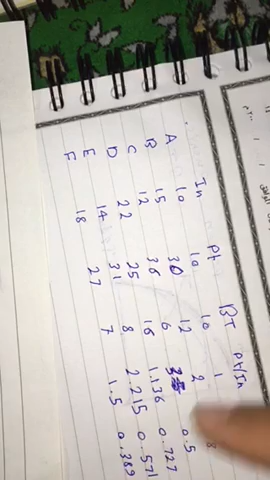 In Pt BT Pt/In
A 10 10 10 1
B 15 30 12 2 8
C 12 36 6 3 0.5
D 22 25 16 1.136 0.727
E 14 31 8 2.215 0.571
F 18 27 7 1.5 0.389